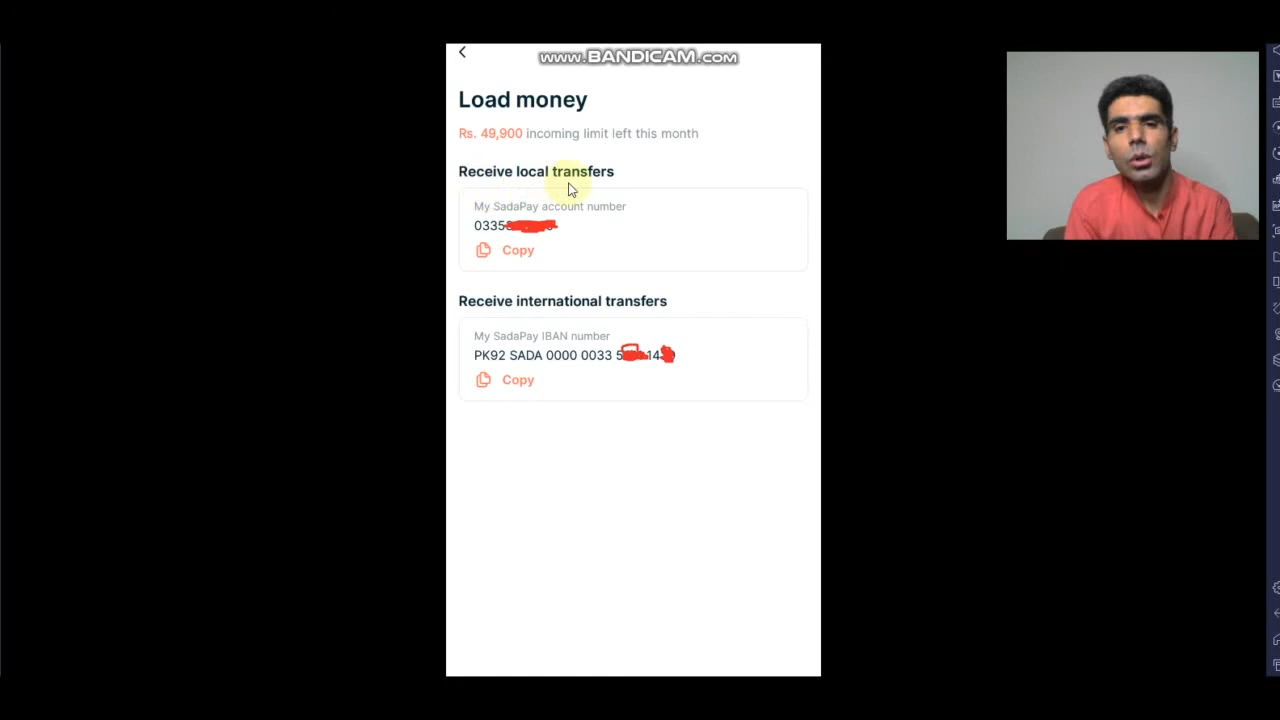 www.BANDICAM.COM
Load money
Rs. 49,900 incoming limit left this month
Receive local transfers
My SadaPay account number
0335
Copy
Receive international transfers
My SadaPay IBAN number
PK92 SADA 0000 0033
Copy